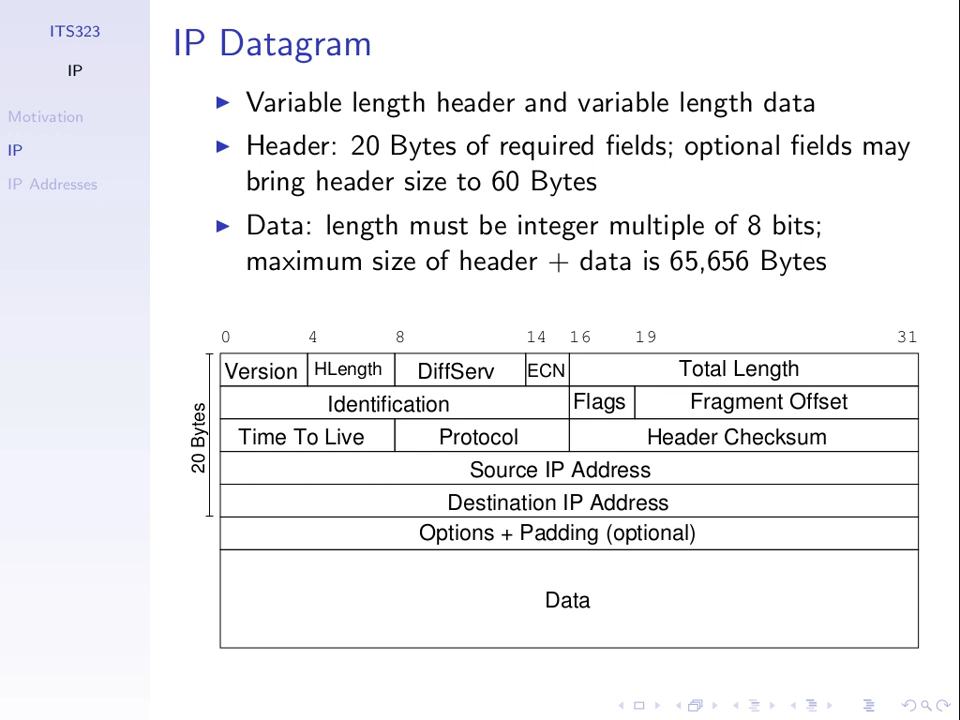 ITS323
IP
Motivation
IP
IP Addresses
IP Datagram
Variable length header and variable length data
Header: 20 Bytes of required fields; optional fields may
bring header size to 60 Bytes
Data: length must be integer multiple of 8 bits;
maximum size of header + data is 65,656 Bytes
0 4 8 14 16 19 31
Version HLength DiffServ ECN Total Length
Identification Flags Fragment Offset
Time To Live Protocol Header Checksum
Source IP Address
Destination IP Address
20 Bytes
Options + Padding (optional)
Data